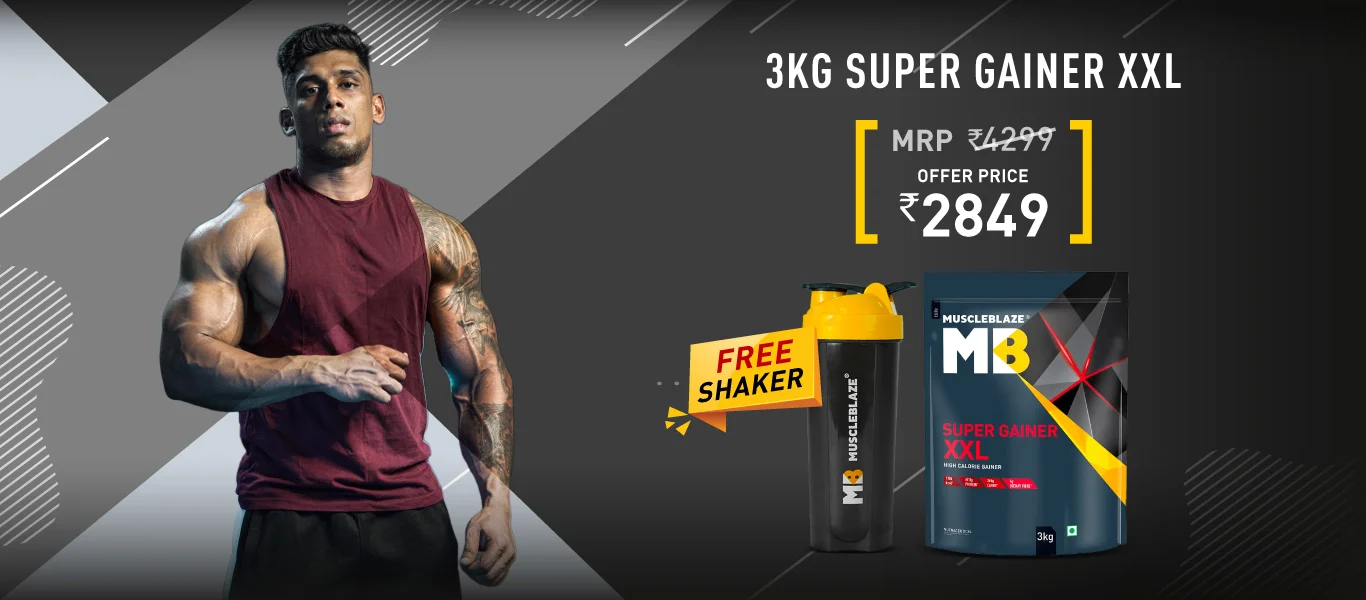 3KG SUPER GAINER XXL
MRP ₹4299
OFFER PRICE
₹2849
FREE
SHAKER
MUSCLEBLAZE®
MB
MUSCLEBLAZE®
MB
SUPER GAINER
XXL
HIGH CALORIE GAINER
3kg